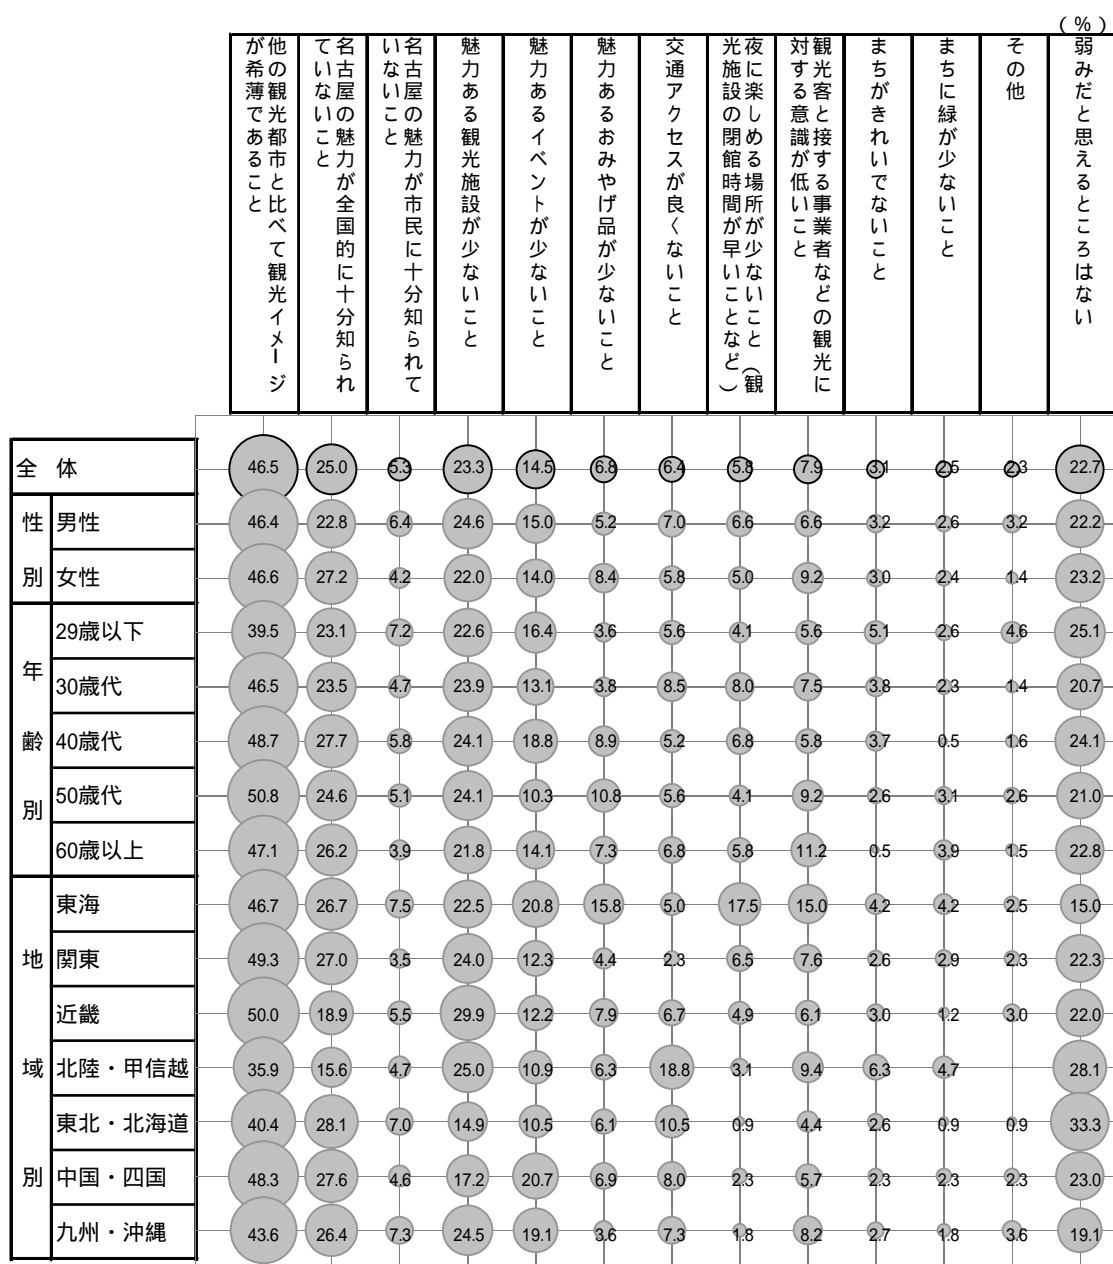 （％）
他の観光都市と比べて観光イメージ
が希薄であること
名古屋の魅力が全国的に十分知られ
ていないこと
名古屋の魅力が市民に十分知られて
いないこと
魅力ある観光施設が少ないこと
魅力あるイベントが少ないこと
魅力あるおみやげ品が少ないこと
交通アクセスが良くないこと
夜に楽しめる場所が少ないこと（観
光施設の閉館時間が早いことなど）
観光客と接する事業者などの観光に
対する意識が低いこと
まちがきれいでないこと
まちに緑が少ないこと
その他
弱みだと思えるところはない
全 体 46.5 25.0 5.3 23.3 14.5 6.8 6.4 5.8 7.9 3.1 2.5 2.3 22.7
性別
男性 46.4 22.8 6.4 24.6 15.0 5.2 7.0 6.6 6.6 3.2 2.6 3.2 22.2
女性 46.6 27.2 4.2 22.0 14.0 8.4 5.8 5.0 9.2 3.0 2.4 1.4 23.2
年齢別
29歳以下 39.5 23.1 7.2 22.6 16.4 3.6 5.6 4.1 5.6 5.1 2.6 4.6 25.1
30歳代 46.5 23.5 4.7 23.9 13.1 3.8 8.5 8.0 7.5 3.8 2.3 1.4 20.7
40歳代 48.7 27.7 5.8 24.1 18.8 8.9 5.2 6.8 5.8 3.7 0.5 1.6 24.1
50歳代 50.8 24.6 5.1 24.1 10.3 10.8 5.6 4.1 9.2 2.6 3.1 2.6 21.0
60歳以上 47.1 26.2 3.9 21.8 14.1 7.3 6.8 5.8 11.2 0.5 3.9 1.5 22.8
地域別
東海 46.7 26.7 7.5 22.5 20.8 15.8 5.0 17.5 15.0 4.2 4.2 2.5 15.0
関東 49.3 27.0 3.5 24.0 12.3 4.4 2.3 6.5 7.6 2.6 2.9 2.3 22.3
近畿 50.0 18.9 5.5 29.9 12.2 7.9 6.7 4.9 6.1 3.0 1.2 3.0 22.0
北陸・甲信越 35.9 15.6 4.7 25.0 10.9 6.3 18.8 3.1 9.4 6.3 4.7 28.1
東北・北海道 40.4 28.1 7.0 14.9 10.5 6.1 10.5 0.9 4.4 2.6 0.9 0.9 33.3
中国・四国 48.3 27.6 4.6 17.2 20.7 6.9 8.0 2.3 5.7 2.3 2.3 2.3 23.0
九州・沖縄 43.6 26.4 7.3 24.5 19.1 3.6 7.3 1.8 8.2 2.7 1.8 3.6 19.1